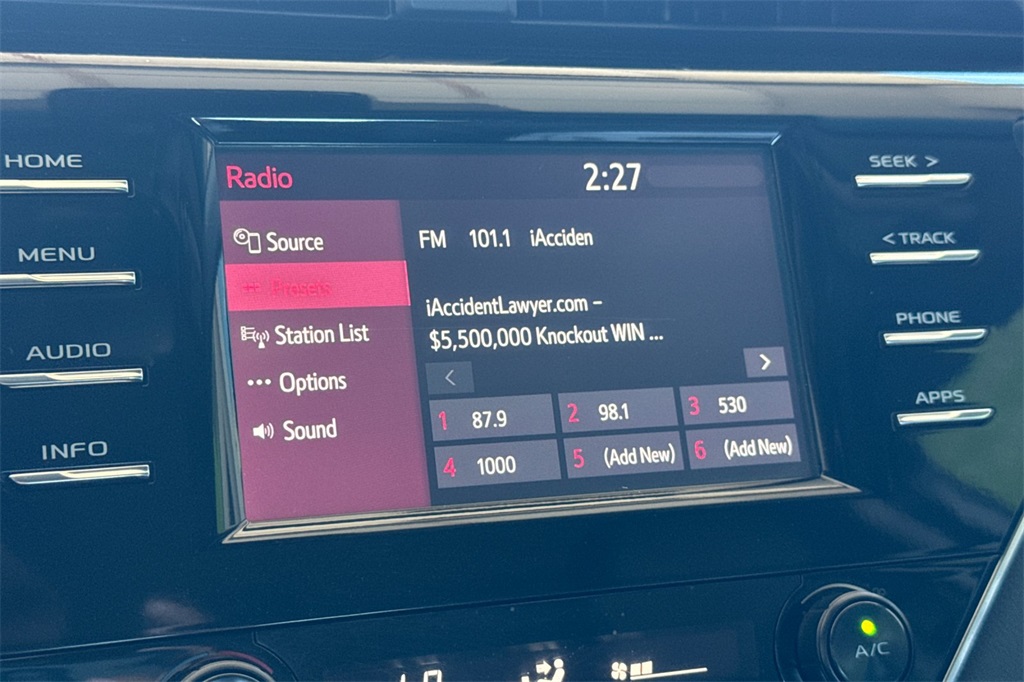 HOME
MENU
AUDIO
INFO
Radio
2:27
Source
Presets
Station List
Options
Sound
FM 101.1 iAcciden
iAccidentLawyer.com –
$5,500,000 Knockout WIN ...
<
>
1 87.9
2 98.1
3 530
4 1000
5 (Add New)
6 (Add New)
SEEK >
< TRACK
PHONE
APPS
A/C